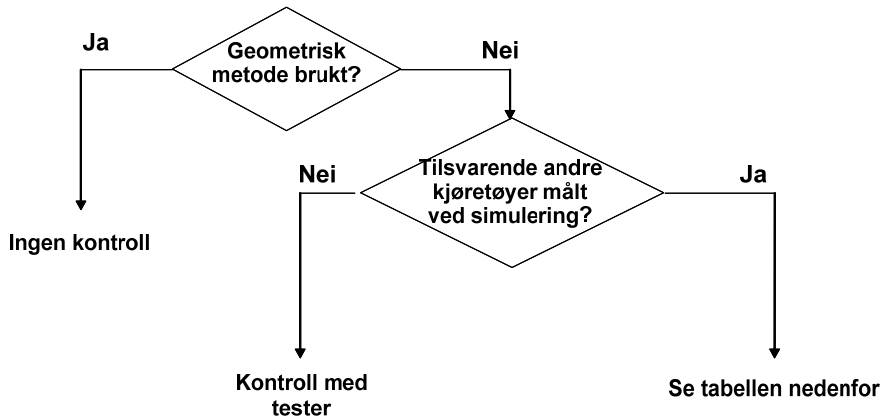 Ja
Geometrisk
metode brukt?
Nei
Nei
Tilsvarende andre
kjøretøyer målt
ved simulering?
Ja
Ingen kontroll
Kontroll med
tester
Se tabellen nedenfor